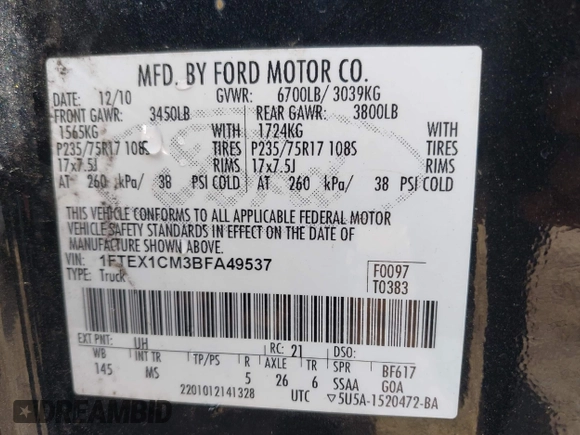 MFD. BY FORD MOTOR CO.
DATE: 12/10 GVWR: 6700LB/ 3039KG
FRONT GAWR: 3450LB REAR GAWR: 3800LB
1565KG WITH 1724KG WITH
P235/75R17 108S TIRES P235/75R17 108S TIRES
17x7.5J RIMS 17x7.5J RIMS
AT 260 kPa/ 38 PSI COLD AT 260 kPa/ 38 PSI COLD
THIS VEHICLE CONFORMS TO ALL APPLICABLE FEDERAL MOTOR
VEHICLE SAFETY STANDARDS IN EFFECT ON THE DATE OF
MANUFACTURE SHOWN ABOVE.
VIN: 1FTEX1CM3BFA49537
TYPE: Truck
F0097
T0383
EXT PNT: UH RC: 21 DSO:
WB INT TR TP/PS R AXLE TR SPR BF617
145 MS 5 26 6 SSAA GOA
2201012141328 UTC ▽5U5A-1520472-BA
DREAMBID